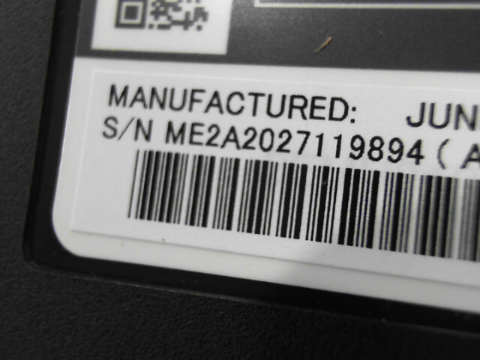 MANUFACTURED: JUN
S/N ME2A2027119894 ( A